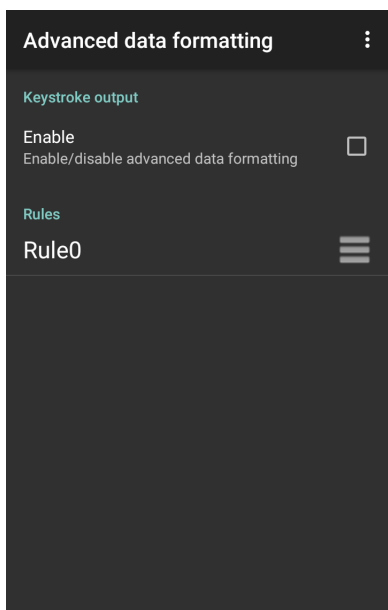 Advanced data formatting
Keystroke output
Enable
Enable/disable advanced data formatting
Rules
Rule0